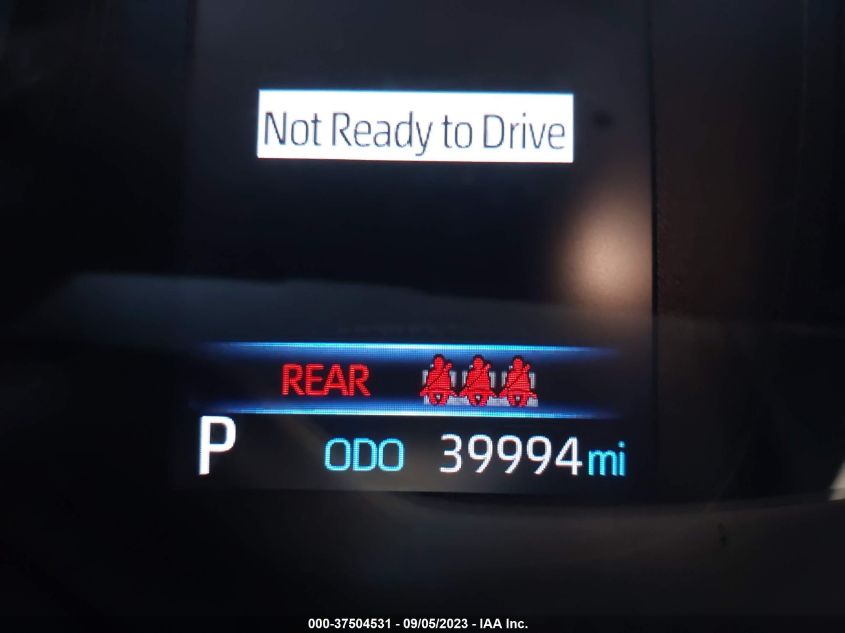 Not Ready to Drive
REAR
P ODO 39994 mi
000-37504531 - 09/05/2023 - IAA Inc.